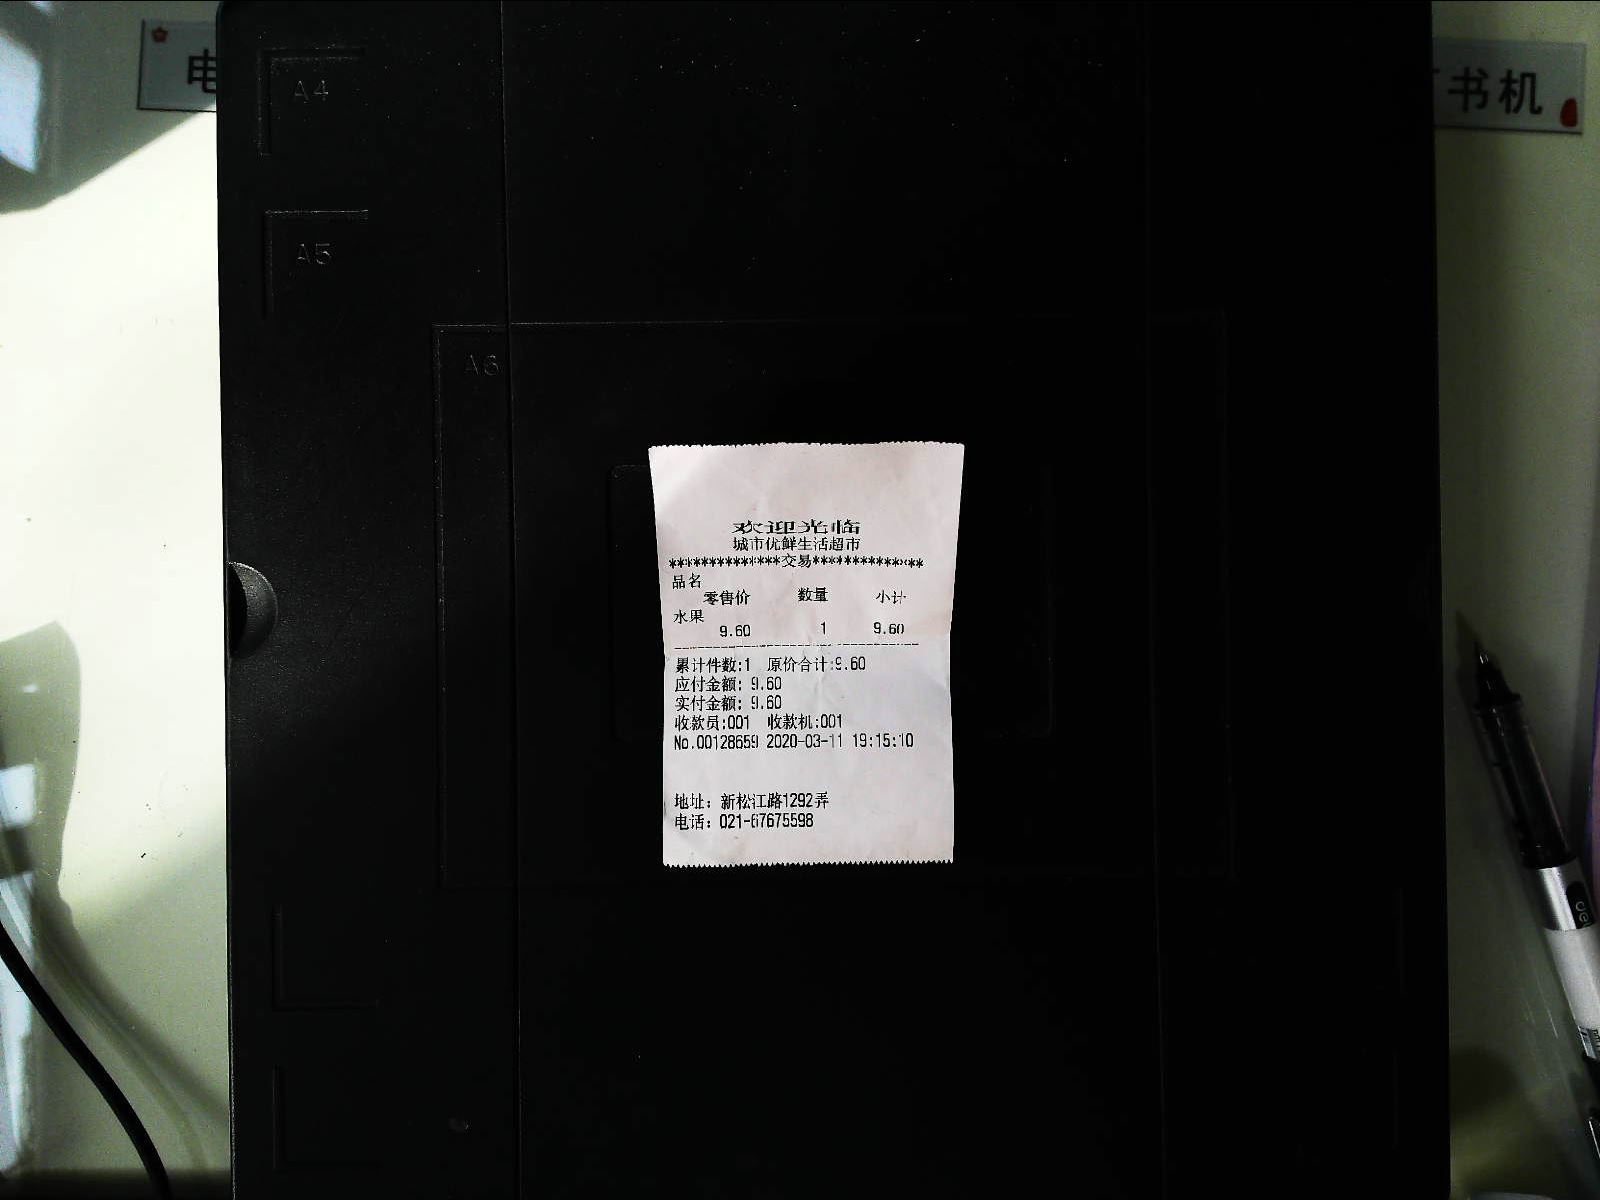 电
书机
A4
A5
A6
欢迎光临
城市优鲜生活超市
**************交易**************
品名
零售价 数量 小计
水果
9.60 1 9.60
--------------------------------
累计件数:1 原价合计:9.60
应付金额: 9.60
实付金额: 9.60
收款员:001 收款机:001
No.00128659 2020-03-11 19:15:10
地址: 新松江路1292弄
电话: 021-67675598